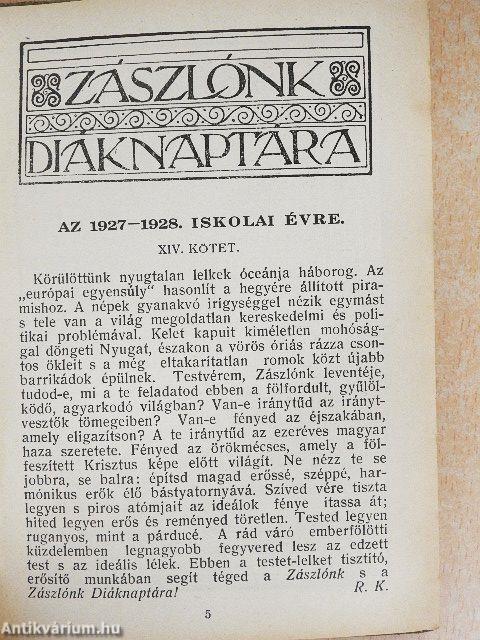 ZÁSZLÓNK
DIÁKNAPTÁRA
AZ 1927—1928. ISKOLAI ÉVRE.
XIV. KÖTET.
Körülöttünk nyugtalan lelkek óceánja háborog. Az
„európai egyensúly" hasonlít a hegyére állított pira-
mishoz. A népek gyanakvó irigységgel nézik egymást
s tele van a világ megoldatlan kereskedelmi és poli-
tikai problémával. Kelet kapuit kíméletlen mohóság-
gal döngeti Nyugat, északon a vörös óriás rázza cson-
tos ökleit s a még eltakarítatlan romok közt újabb
barrikádok épülnek. Testvérem, Zászlónk leventéje,
tudod-e, mi a te feladatod ebben a fölfordult, gyűlöl-
ködő, agyarkodó világban? Van-e iránytűd az irányt-
vesztők tömegeiben? Van-e fényed az éjszakában,
amely eligazítson? A te iránytűd az ezeréves magyar
haza szeretete. Fényed az örökmécses, amely a föl-
feszített Krisztus képe előtt világít. Ne nézz te se
jobbra, se balra: építsd magad erőssé, széppé, har-
mónikus erők élő bástyatornyává. Szíved vére tiszta
legyen s piros atómjait az ideálok fénye itassa át;
hited legyen erős és reményed töretlen. Tested legyen
ruganyos, mint a párducé. A rád váró emberfölötti
küzdelemben legnagyobb fegyvered lesz az edzett
test s az ideális lélek. Ebben a testet-lelket tisztító,
erősítő munkában segít téged a Zászlónk s a
Zászlónk Diáknaptára! R. K.
5
Antikvárium.hu